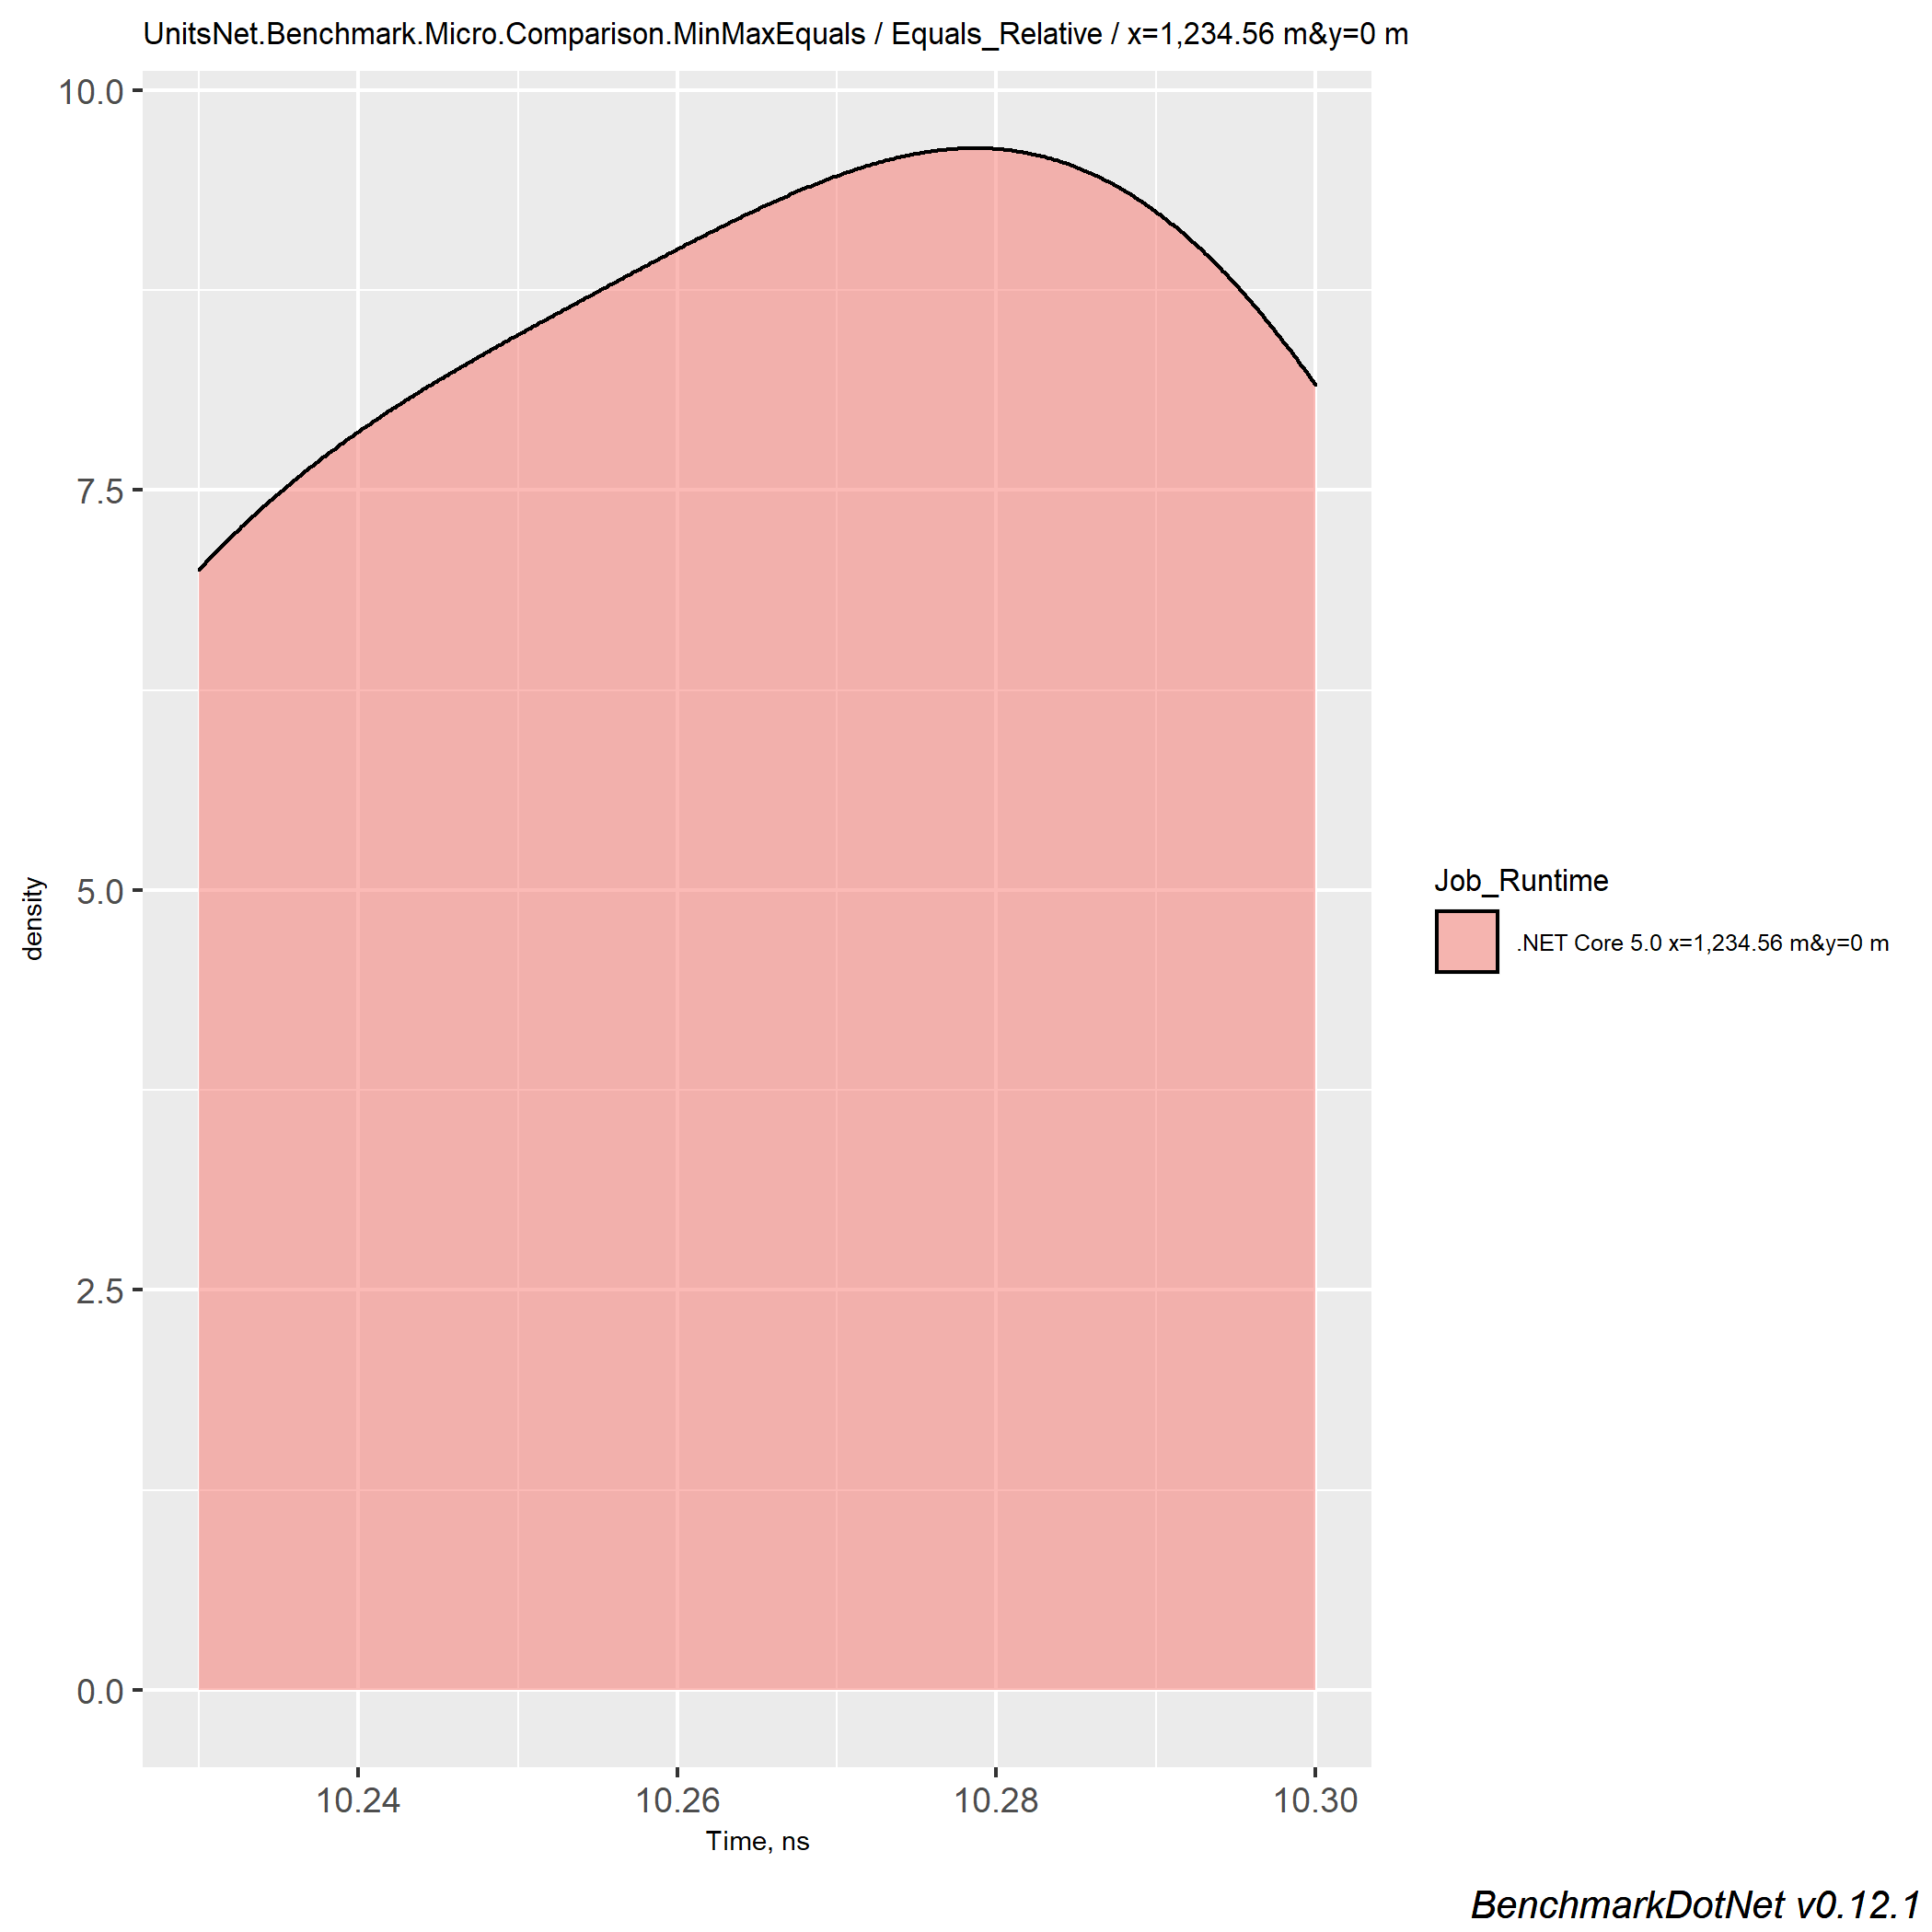 UnitsNet.Benchmark.Micro.Comparison.MinMaxEquals / Equals_Relative / x=1,234.56 m&y=0 m
10.0
7.5
5.0
2.5
0.0
density
10.24 10.26 10.28 10.30
Time, ns
Job_Runtime
.NET Core 5.0 x=1,234.56 m&y=0 m
BenchmarkDotNet v0.12.1